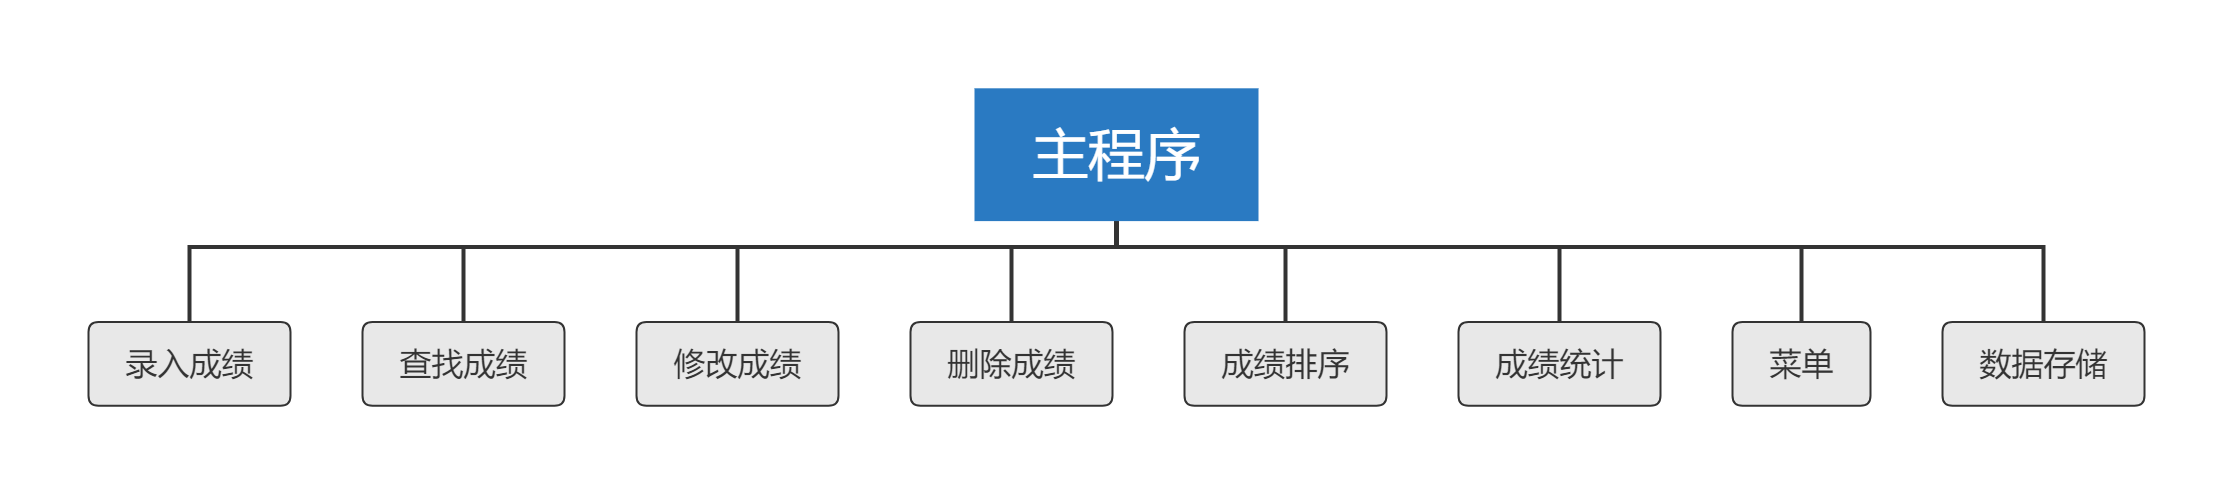 主程序
录入成绩
查找成绩
修改成绩
删除成绩
成绩排序
成绩统计
菜单
数据存储